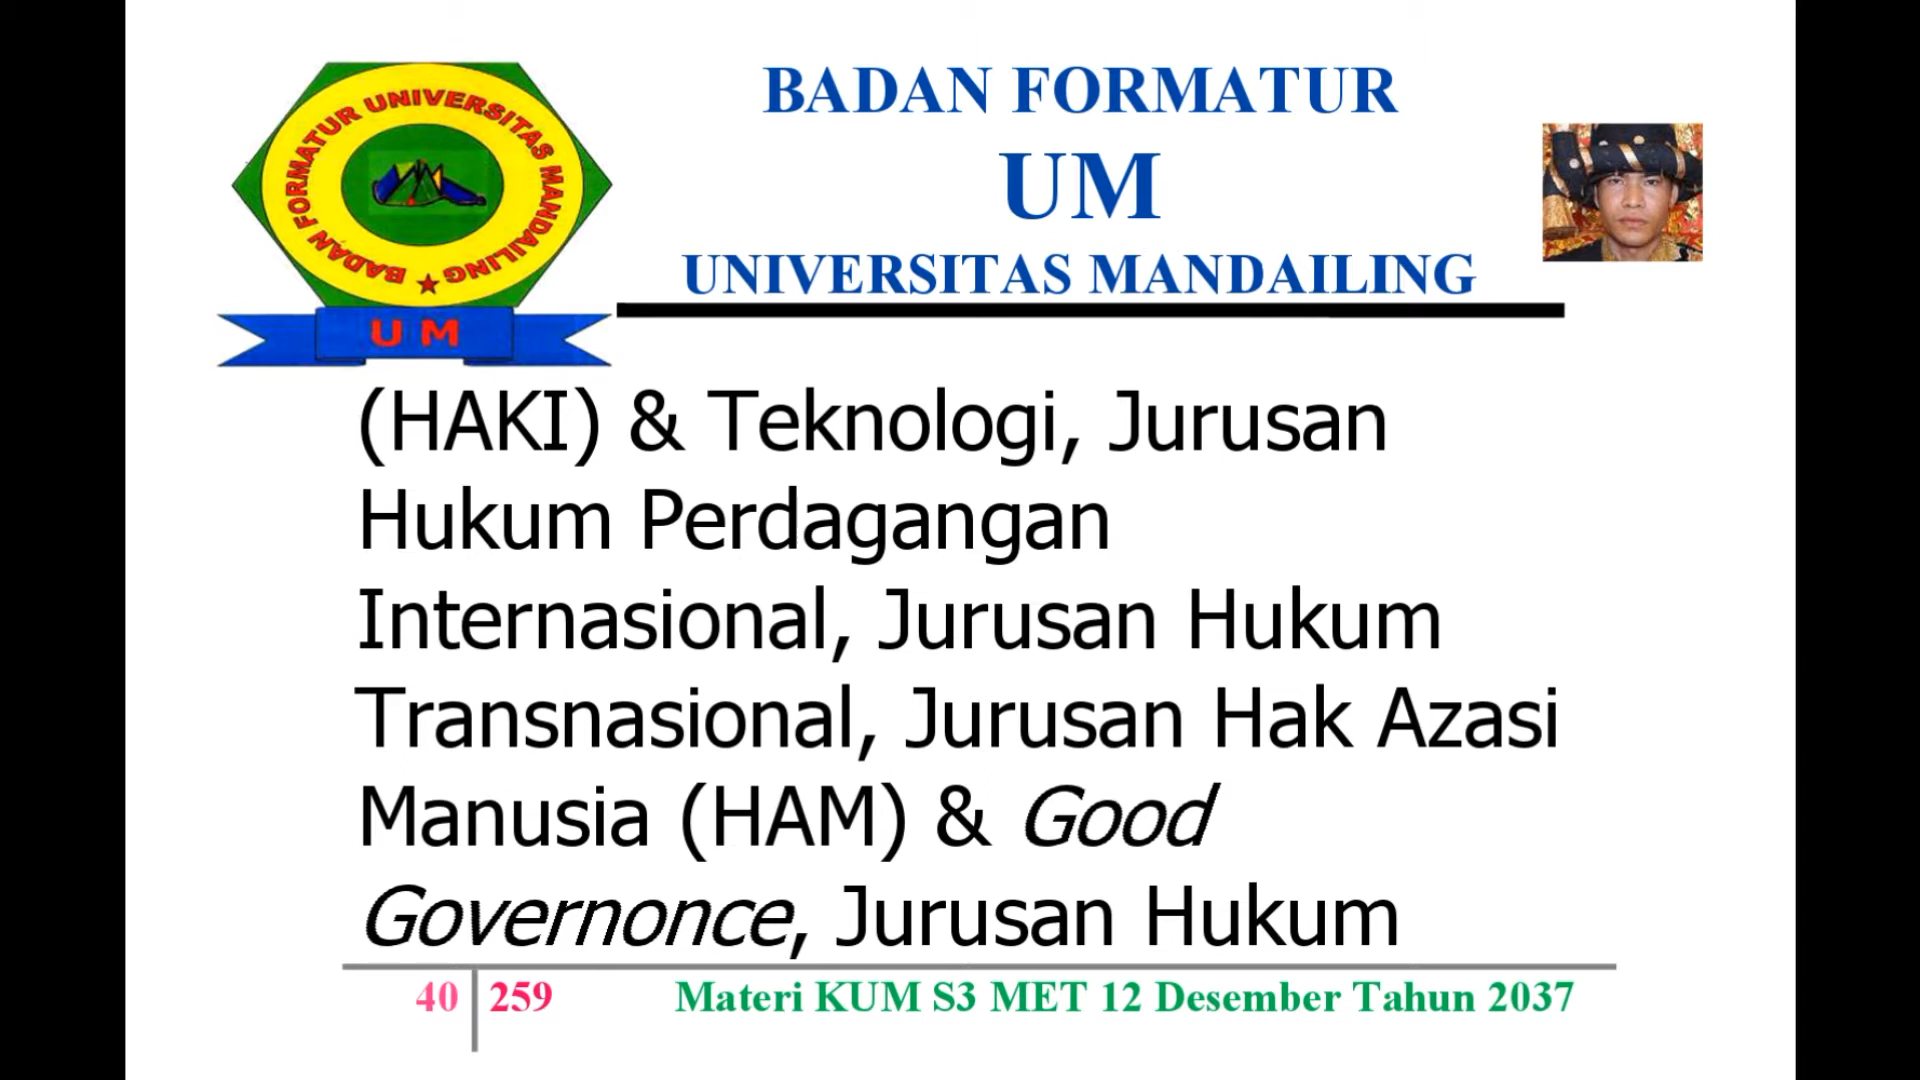 BADAN FORMATUR UNIVERSITAS MANDAILING
UM
BADAN FORMATUR
UM
UNIVERSITAS MANDAILING
(HAKI) & Teknologi, Jurusan
Hukum Perdagangan
Internasional, Jurusan Hukum
Transnasional, Jurusan Hak Azasi
Manusia (HAM) & Good
Governonce, Jurusan Hukum
40 259 Materi KUM S3 MET 12 Desember Tahun 2037